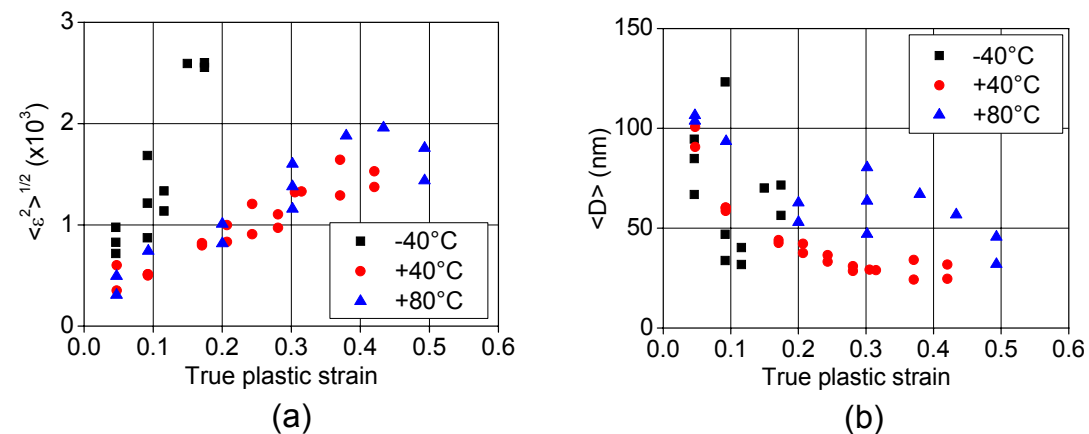 3
2
1
0
<ε²>¹/² (x10³)
0.0 0.1 0.2 0.3 0.4 0.5 0.6
True plastic strain
-40°C
+40°C
+80°C
(a)
150
100
50
0
<D> (nm)
0.0 0.1 0.2 0.3 0.4 0.5 0.6
True plastic strain
-40°C
+40°C
+80°C
(b)